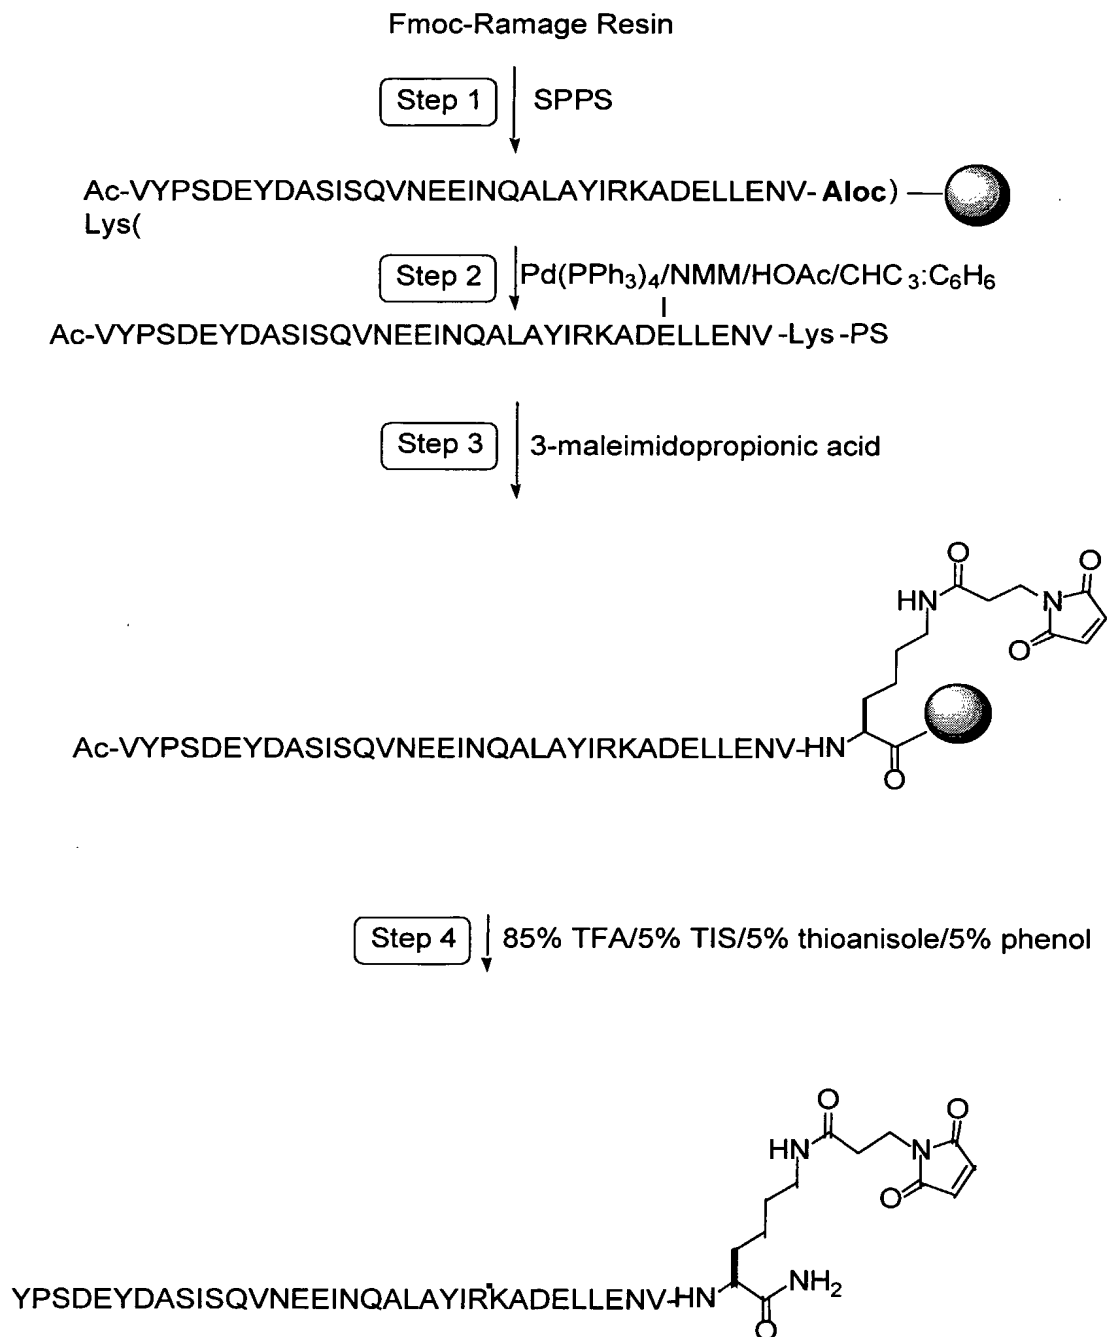 Fmoc-Ramage Resin
Step 1 SPPS
Ac-VYPSDEYDASISQVNEEINQALAYIRKADELLENV- Aloc)
Lys(
Step 2 Pd(PPh3)4/NMM/HOAc/CHC 3:C6H6
l
Ac-VYPSDEYDASISQVNEEINQALAYIRKADELLENV -Lys -PS
Step 3 3-maleimidopropionic acid
O
O
HN
N
O
Ac-VYPSDEYDASISQVNEEINQALAYIRKADELLENV-HN
O
Step 4 85% TFA/5% TIS/5% thioanisole/5% phenol
O
O
HN
N
O
YPSDEYDASISQVNEEINQALAYIRKADELLENV-HN NH2
O